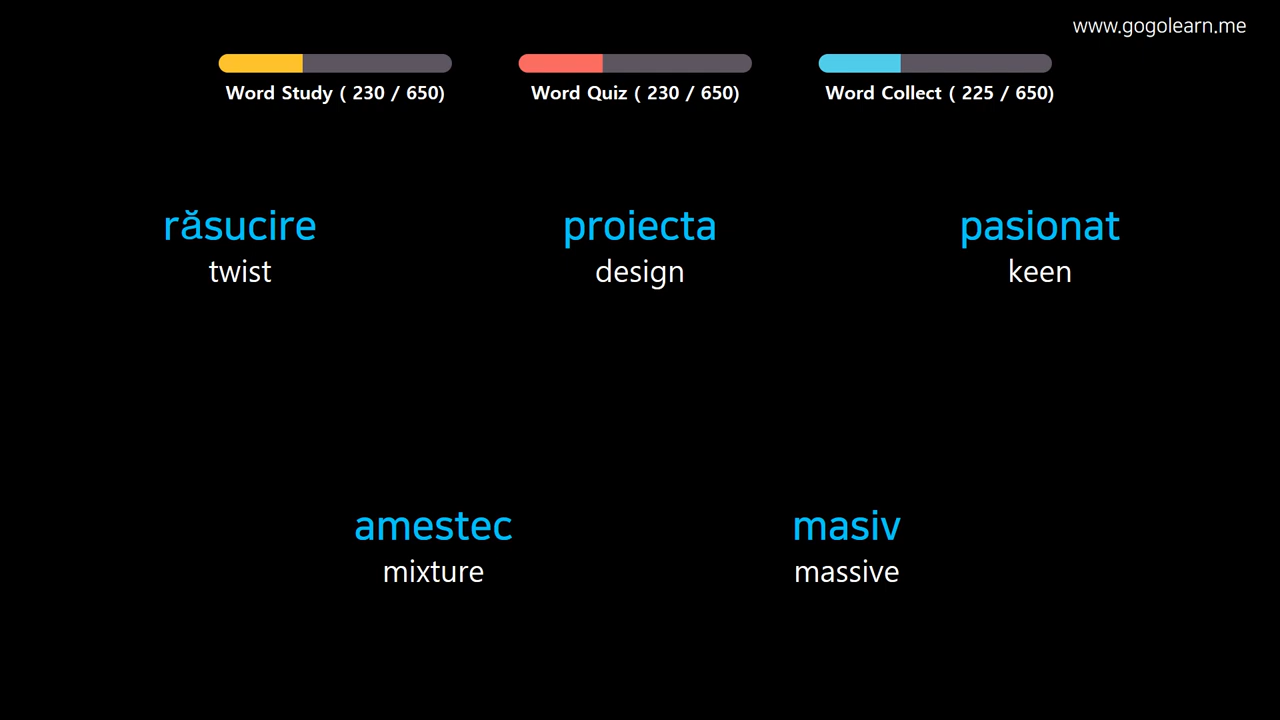 www.gogolearn.me
Word Study ( 230 / 650)
Word Quiz ( 230 / 650)
Word Collect ( 225 / 650)
răsucire
twist
proiecta
design
pasionat
keen
amestec
mixture
masiv
massive